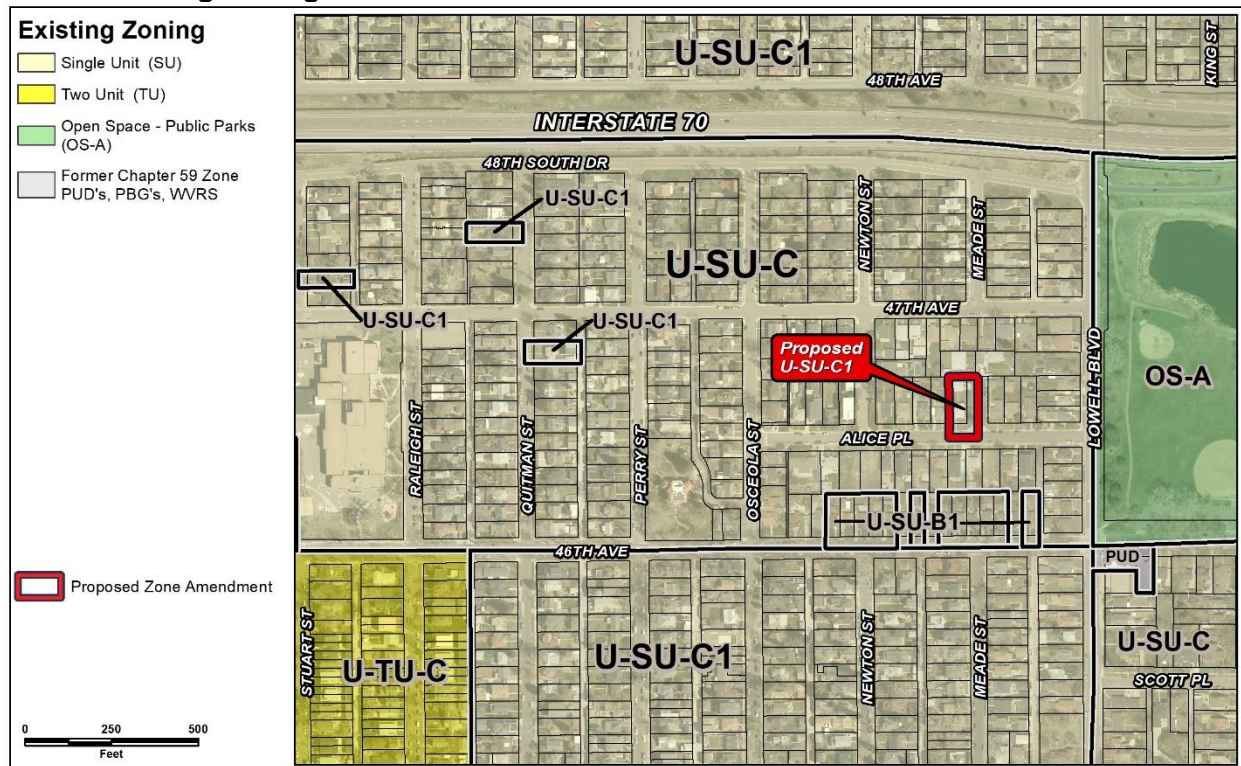 Existing Zoning
Single Unit (SU)
Two Unit (TU)
Open Space - Public Parks
(OS-A)
Former Chapter 59 Zone
PUD's, PBG's, WVRS
Proposed Zone Amendment
0 250 500
Feet
U-SU-C1
48TH AVE
KING ST
INTERSTATE 70
48TH SOUTH DR
U-SU-C1
NEWTON ST
MEADE ST
U-SU-C
U-SU-C1
47TH AVE
U-SU-C1
Proposed
U-SU-C1
LOWELL BLVD
OS-A
RALEIGH ST
QUITMAN ST
PERRY ST
OSCEOLA ST
ALICE PL
U-SU-B1
46TH AVE
PUD
STUART ST
U-TU-C
U-SU-C1
NEWTON ST
MEADE ST
U-SU-C
SCOTT PL